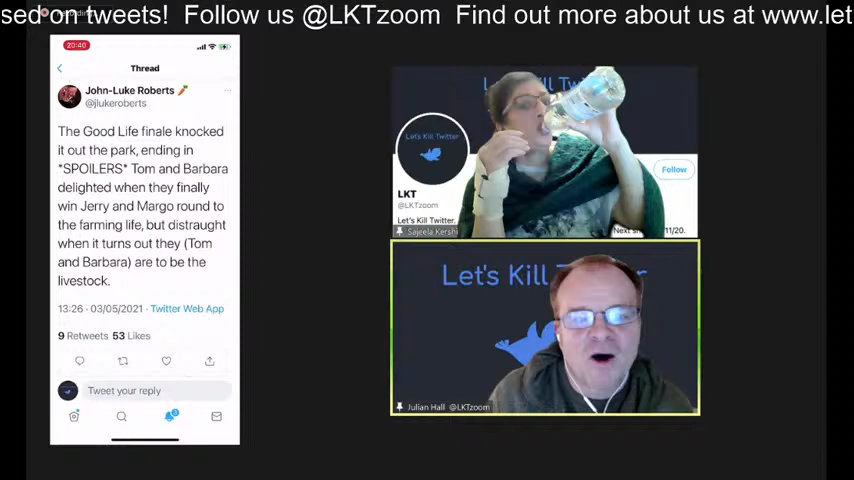 sed on tweets! Follow us @LKTzoom Find out more about us at www.let
20:40
Thread
John-Luke Roberts
@jlukeroberts
The Good Life finale knocked
it out the park, ending in
*SPOILERS* Tom and Barbara
delighted when they finally
win Jerry and Margo round to
the farming life, but distraught
when it turns out they (Tom
and Barbara) are to be the
livestock.
13:26 · 03/05/2021 · Twitter Web App
9 Retweets 53 Likes
Tweet your reply
Let's Kill Twitter
Follow
LKT
@LKTzoom
Let's Kill Twitter.
Next
11/20.
Sajeela Kershi
Let's Kill
Julian Hall @LKTzoom